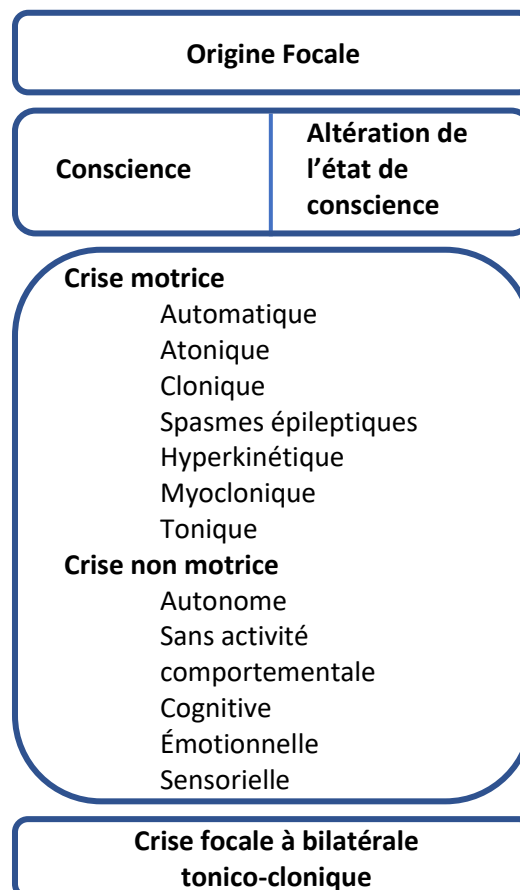 Origine Focale
Conscience
Altération de
l’état de
conscience
Crise motrice
Automatique
Atonique
Clonique
Spasmes épileptiques
Hyperkinétique
Myoclonique
Tonique
Crise non motrice
Autonome
Sans activité
comportementale
Cognitive
Émotionnelle
Sensorielle
Crise focale à bilatérale
tonico-clonique